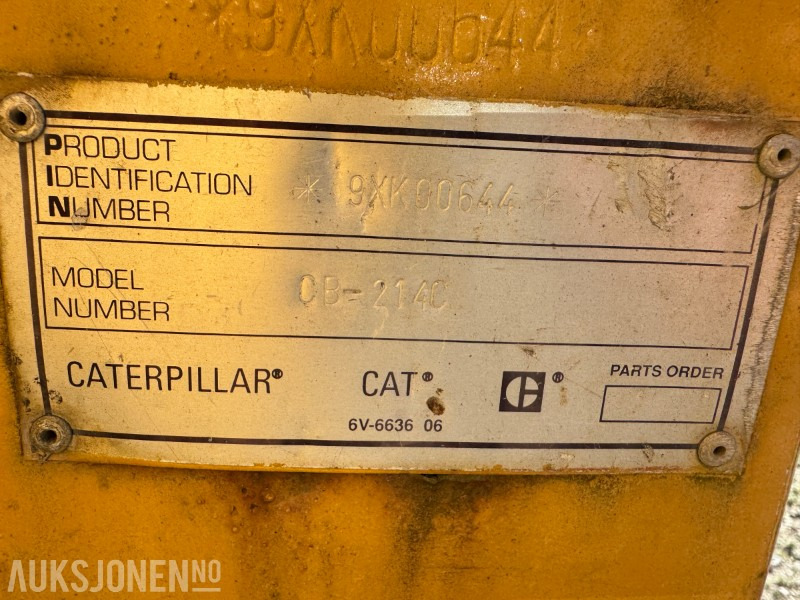 *9XK00644
PRODUCT
IDENTIFICATION
NUMBER
* 9XK00644 *
MODEL
NUMBER
CB-214C
CATERPILLAR® CAT® ®
PARTS ORDER
6V-6636 06
AUKSJONEN.NO